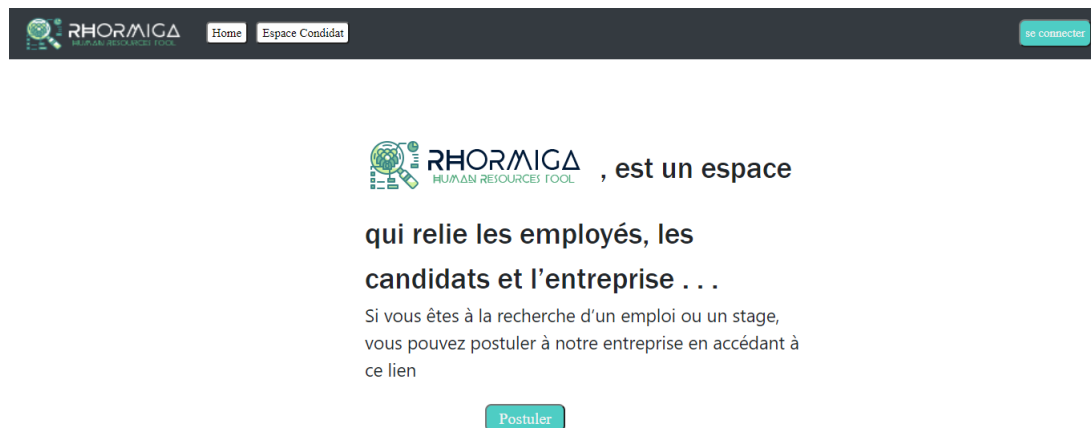 RHORMIGA
HUMAN RESOURCES TOOL
Home Espace Condidat
se connecter
RHORMIGA
HUMAN RESOURCES TOOL
, est un espace
qui relie les employés, les
candidats et l’entreprise . . .
Si vous êtes à la recherche d’un emploi ou un stage,
vous pouvez postuler à notre entreprise en accédant à
ce lien
Postuler